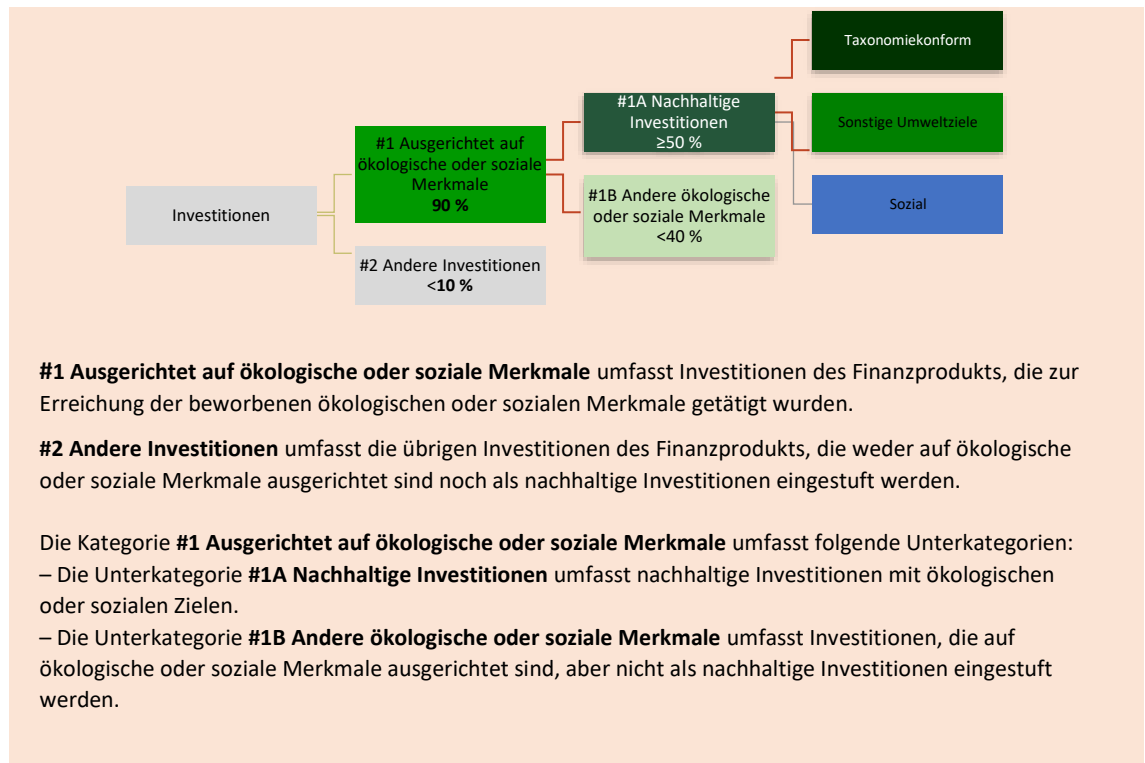 Taxonomiekonform
#1A Nachhaltige
Investitionen
≥50 %
Sonstige Umweltziele
#1 Ausgerichtet auf
ökologische oder soziale
Merkmale
90 %
#1B Andere ökologische
oder soziale Merkmale
<40 %
Sozial
Investitionen
#2 Andere Investitionen
<10 %
#1 Ausgerichtet auf ökologische oder soziale Merkmale umfasst Investitionen des Finanzprodukts, die zur
Erreichung der beworbenen ökologischen oder sozialen Merkmale getätigt wurden.
#2 Andere Investitionen umfasst die übrigen Investitionen des Finanzprodukts, die weder auf ökologische
oder soziale Merkmale ausgerichtet sind noch als nachhaltige Investitionen eingestuft werden.
Die Kategorie #1 Ausgerichtet auf ökologische oder soziale Merkmale umfasst folgende Unterkategorien:
– Die Unterkategorie #1A Nachhaltige Investitionen umfasst nachhaltige Investitionen mit ökologischen
oder sozialen Zielen.
– Die Unterkategorie #1B Andere ökologische oder soziale Merkmale umfasst Investitionen, die auf
ökologische oder soziale Merkmale ausgerichtet sind, aber nicht als nachhaltige Investitionen eingestuft
werden.